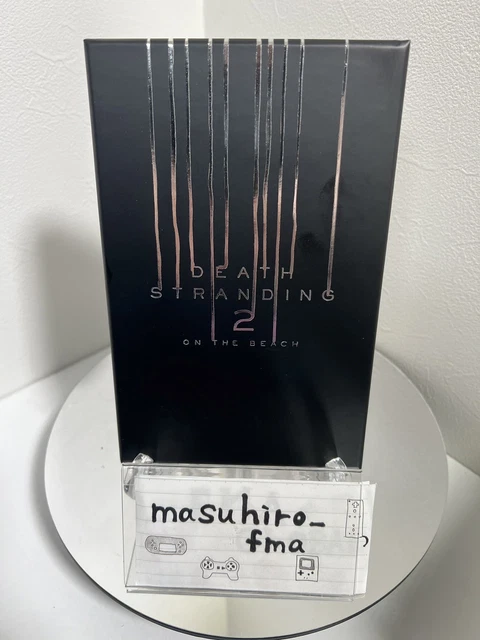 DEATH
STRANDING
2
ON THE BEACH
masuhiro_
fma